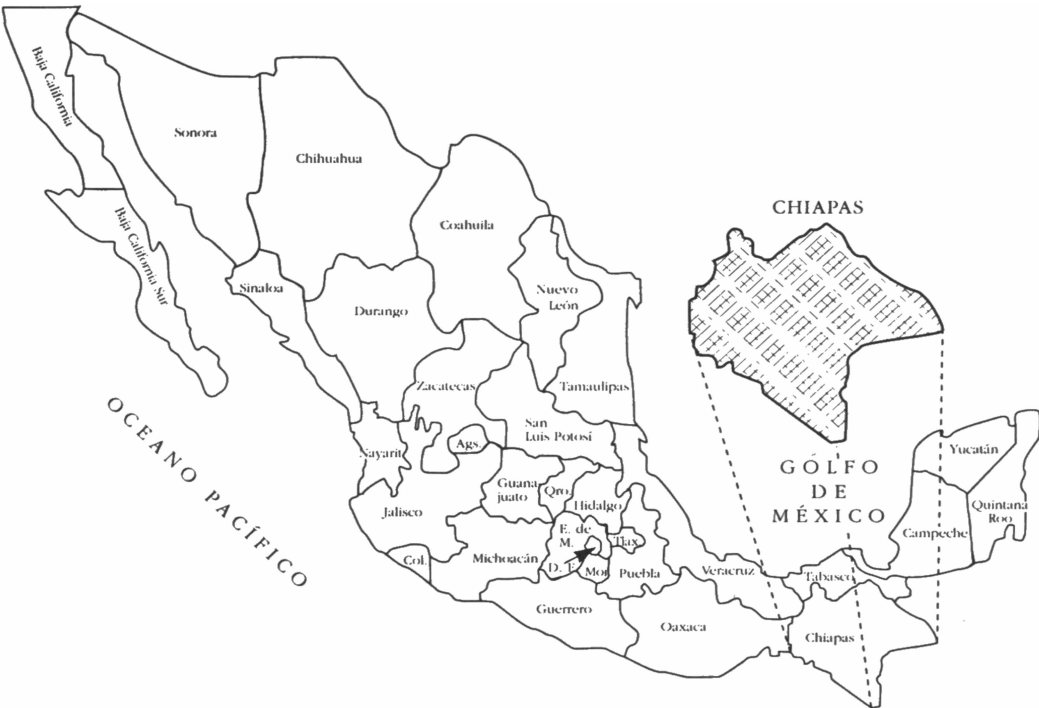 Baja California
Sonora
Chihuahua
Coahuila
CHIAPAS
Baja California Sur
Sinaloa
Durango
Nuevo
León
Zacatecas
Tamaulipas
San
Luis Potosí
OCEANO PACÍFICO
Nayarit
Ags.
GOLFO
DE
MÉXICO
Yucatán
Guana
juato
Qro.
Hidalgo
Jalisco
Quintana
Roo
E. de
M.
Tlax.
Campeche
Col.
Michoacán
D. F.
Mor.
Puebla
Veracruz
Tabasco
Guerrero
Oaxaca
Chiapas